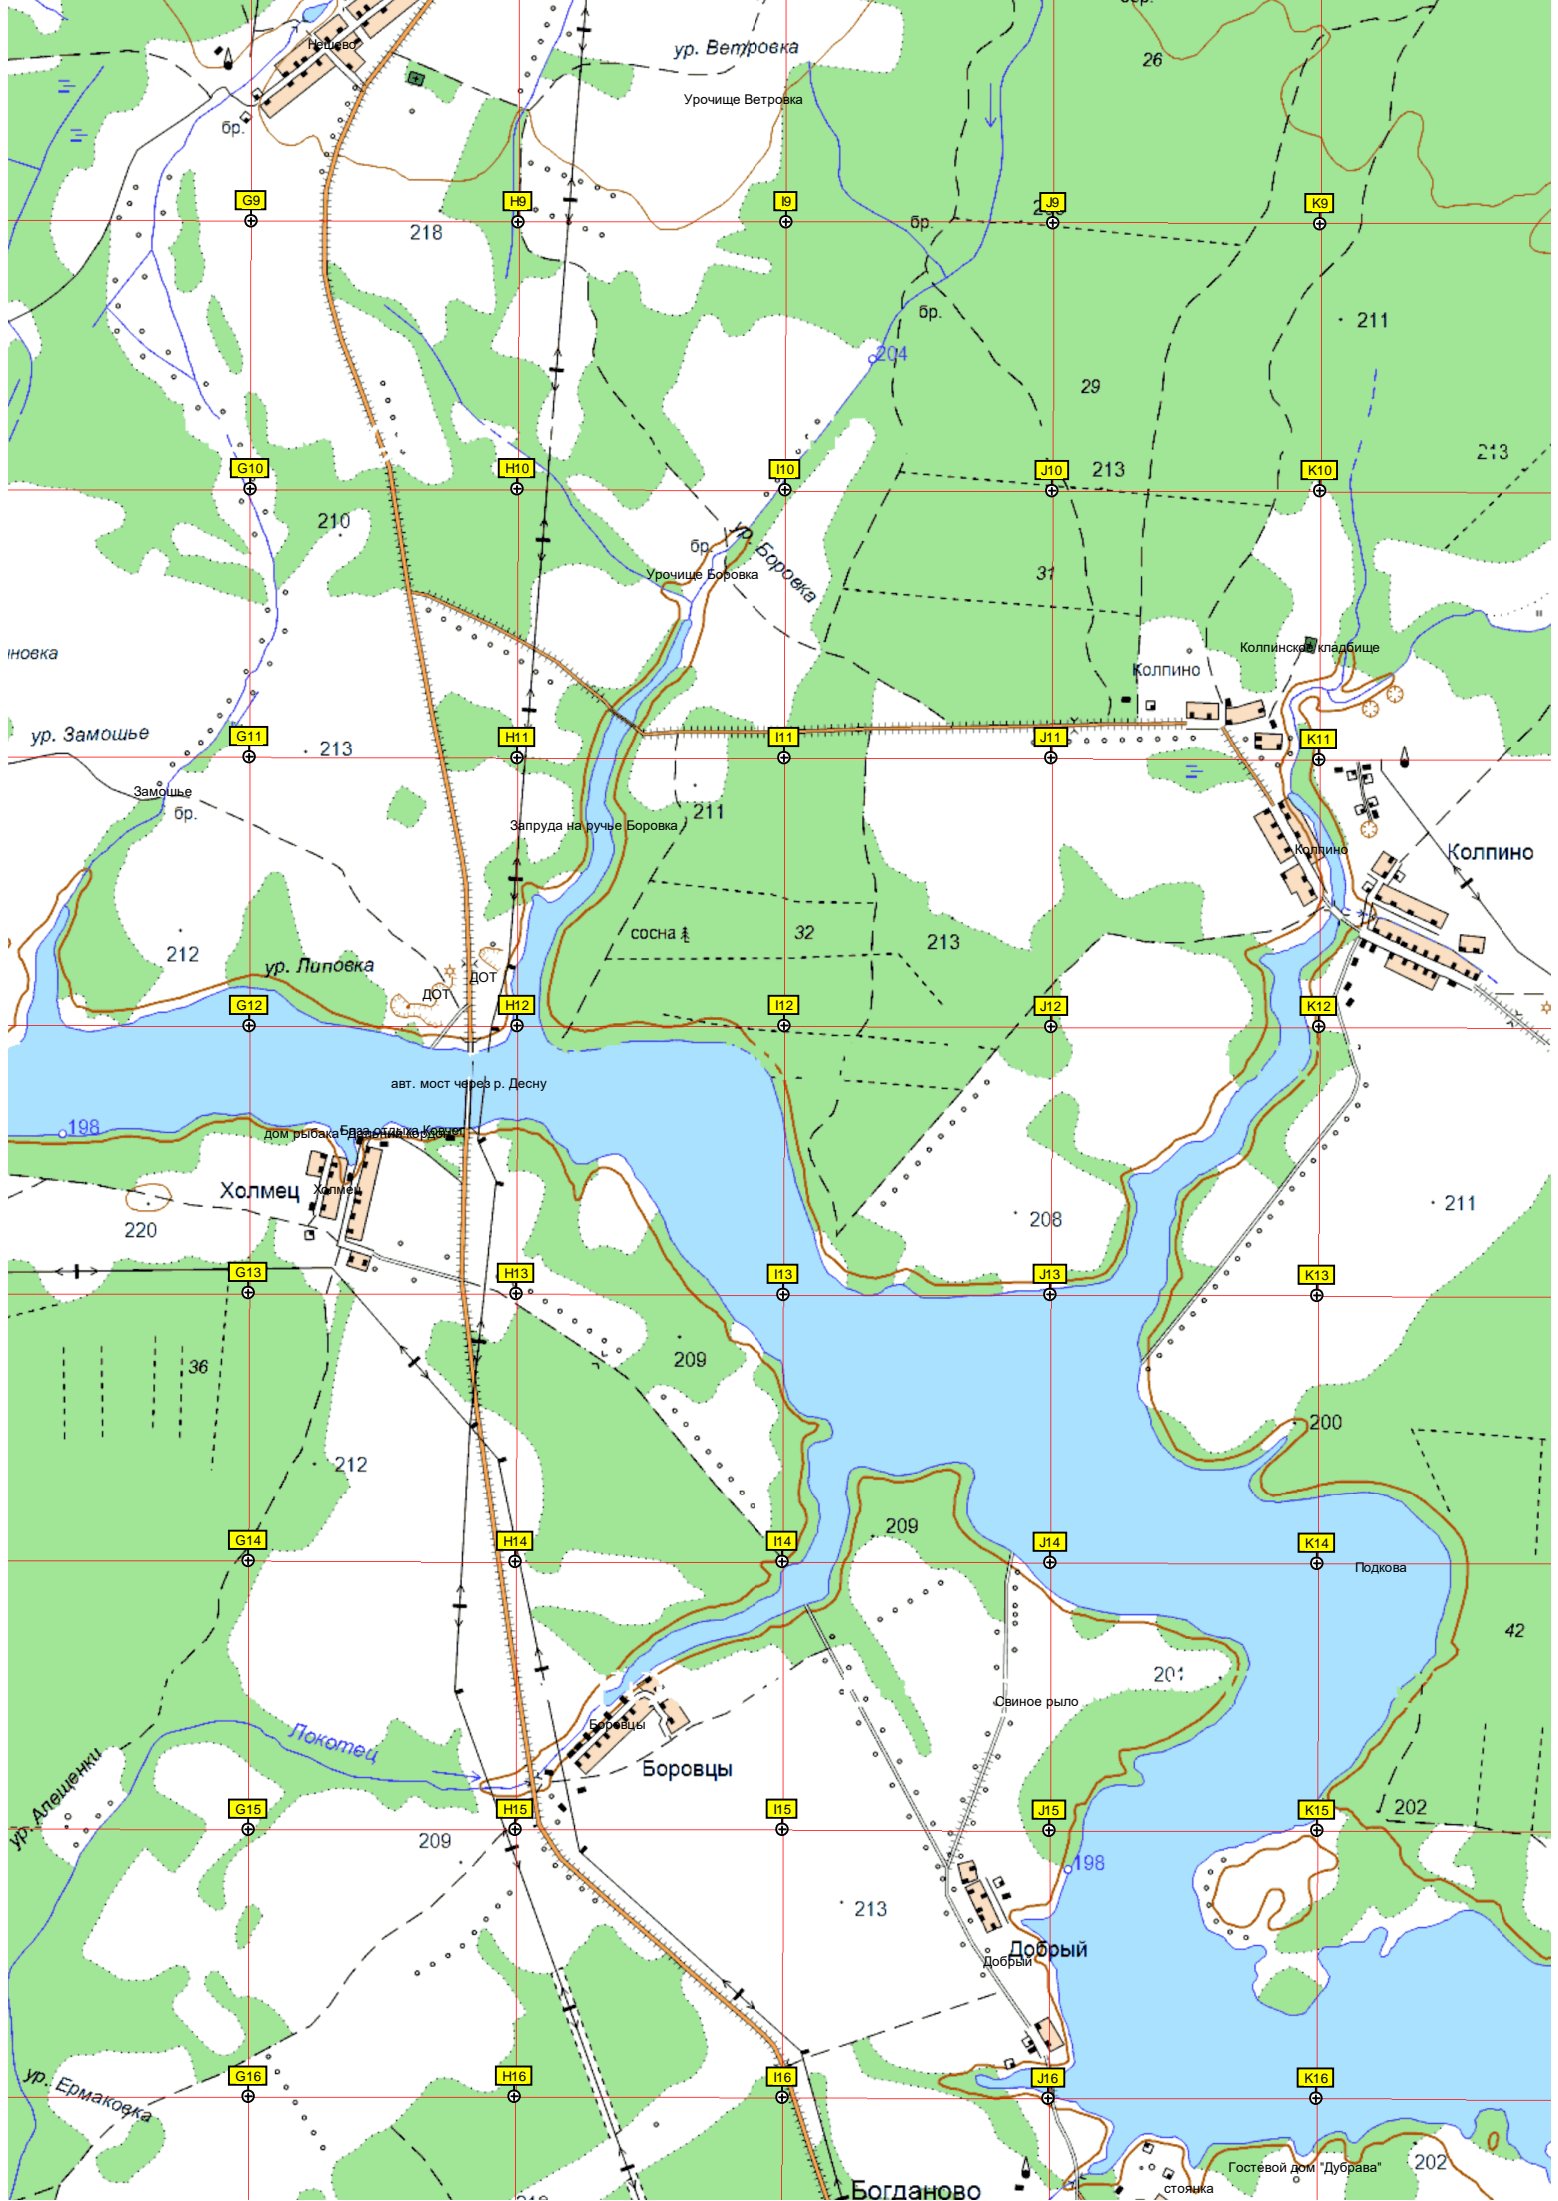 Нешево
ур. Ветровка
26
Урочище Ветровка
бр.
G9
H9
I9
J9
K9
218
бр.
бр.
211
204
29
213
G10
H10
I10
J10
213
K10
210
ур. Боровка
бр.
Урочище Боровка
31
новка
Колпинское кладбище
Колпино
ур. Замошье
G11
213
H11
I11
J11
K11
Замошье
бр.
211
Запруда на ручье Боровка
Колпино
Колпино
сосна
32
213
212
ур. Липовка
ДОТ
ДОТ
G12
H12
I12
J12
K12
авт. мост через р. Десну
198
дом рыбака
База отдыха
Холмец
Холмец
220
208
211
G13
H13
I13
J13
K13
36
209
200
212
209
G14
H14
I14
J14
K14
Подкова
42
201
Свиное рыло
Боровцы
Локотец
Боровцы
ур. Алешенки
G15
H15
I15
J15
K15
202
209
198
213
Добрый
Добрый
G16
H16
I16
J16
K16
ур. Ермаковка
202
Гостевой дом "Дубрава"
стоянка
Богданово